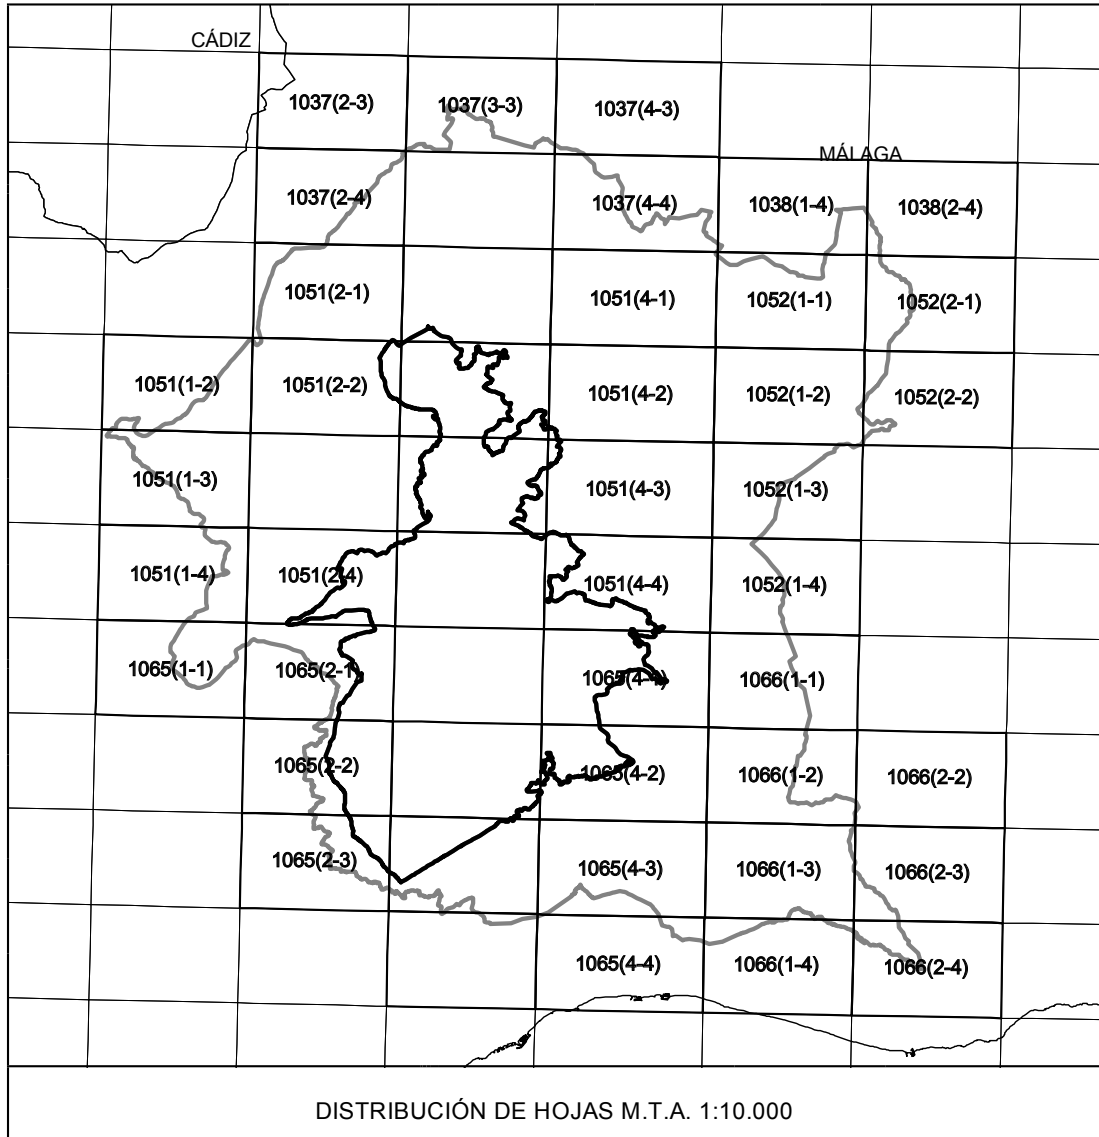 CÁDIZ
1037(2-3) 1037(3-3) 1037(4-3)
MÁLAGA
1037(2-4) 1037(4-4) 1038(1-4) 1038(2-4)
1051(2-1) 1051(4-1) 1052(1-1) 1052(2-1)
1051(1-2) 1051(2-2) 1051(4-2) 1052(1-2) 1052(2-2)
1051(1-3) 1051(4-3) 1052(1-3)
1051(1-4) 1051(2-4) 1051(4-4) 1052(1-4)
1065(1-1) 1065(2-1) 1065(4-1) 1066(1-1)
1065(2-2) 1065(4-2) 1066(1-2) 1066(2-2)
1065(2-3) 1065(4-3) 1066(1-3) 1066(2-3)
1065(4-4) 1066(1-4) 1066(2-4)
DISTRIBUCIÓN DE HOJAS M.T.A. 1:10.000